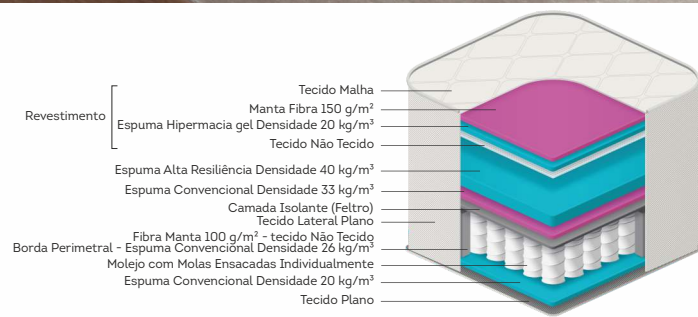 Revestimento
Tecido Malha
Manta Fibra 150 g/m²
Espuma Hipermacia gel Densidade 20 kg/m³
Tecido Não Tecido
Espuma Alta Resiliência Densidade 40 kg/m³
Espuma Convencional Densidade 33 kg/m³
Camada Isolante (Feltro)
Tecido Lateral Plano
Fibra Manta 100 g/m² - tecido Não Tecido
Borda Perimetral - Espuma Convencional Densidade 26 kg/m³
Molejo com Molas Ensacadas Individualmente
Espuma Convencional Densidade 20 kg/m³
Tecido Plano